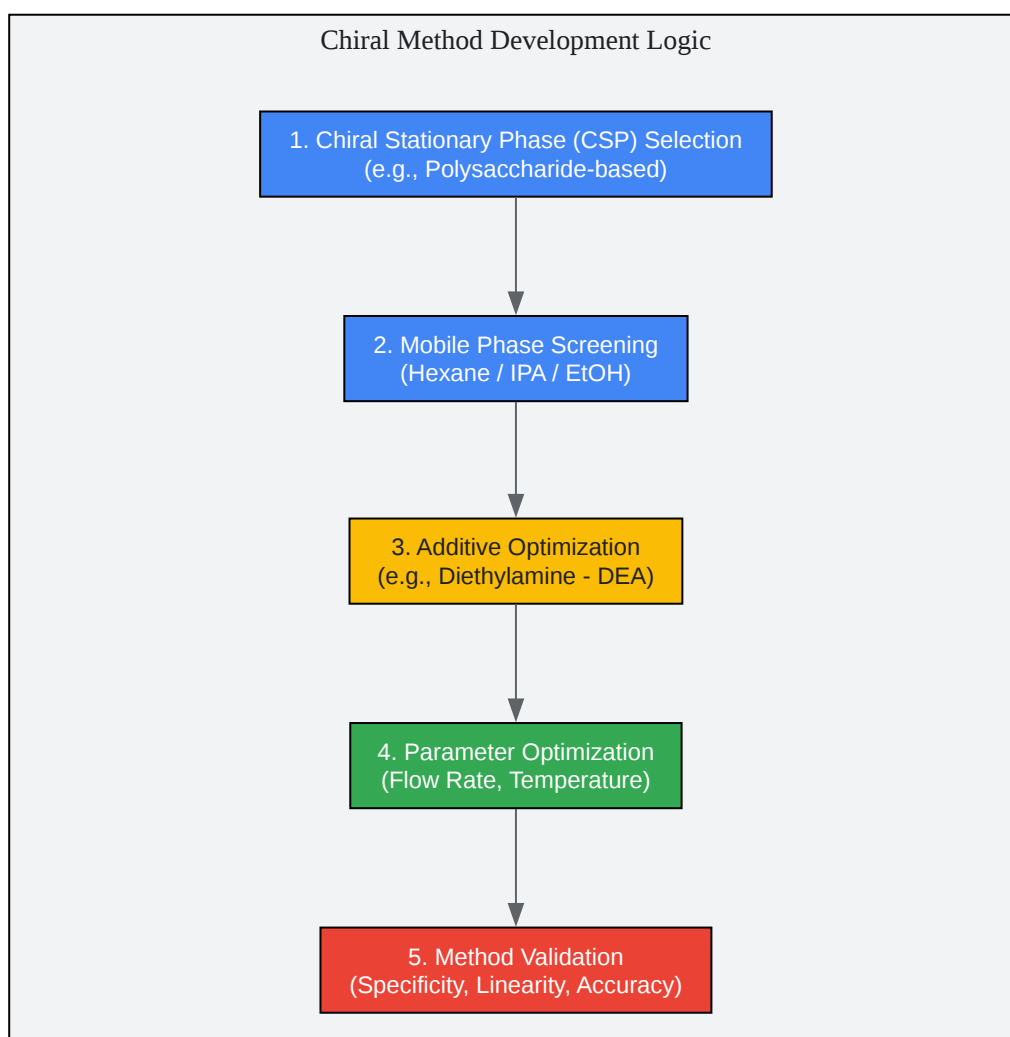 Chiral Method Development Logic
1. Chiral Stationary Phase (CSP) Selection
(e.g., Polysaccharide-based)
2. Mobile Phase Screening
(Hexane / IPA / EtOH)
3. Additive Optimization
(e.g., Diethylamine - DEA)
4. Parameter Optimization
(Flow Rate, Temperature)
5. Method Validation
(Specificity, Linearity, Accuracy)